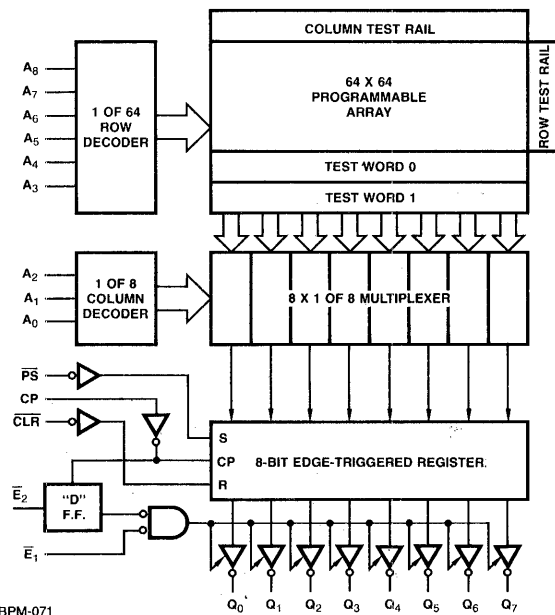 COLUMN TEST RAIL
64 X 64
PROGRAMMABLE
ARRAY
ROW TEST RAIL
TEST WORD 0
TEST WORD 1
A8
A7
A6
A5
A4
A3
1 OF 64
ROW
DECODER
A2
A1
A0
1 OF 8
COLUMN
DECODER
8 X 1 OF 8 MULTIPLEXER
PS
CP
CLR
S
CP
R
8-BIT EDGE-TRIGGERED REGISTER.
E2
"D"
F.F.
E1
Q0 Q1 Q2 Q3 Q4 Q5 Q6 Q7
BPM-071